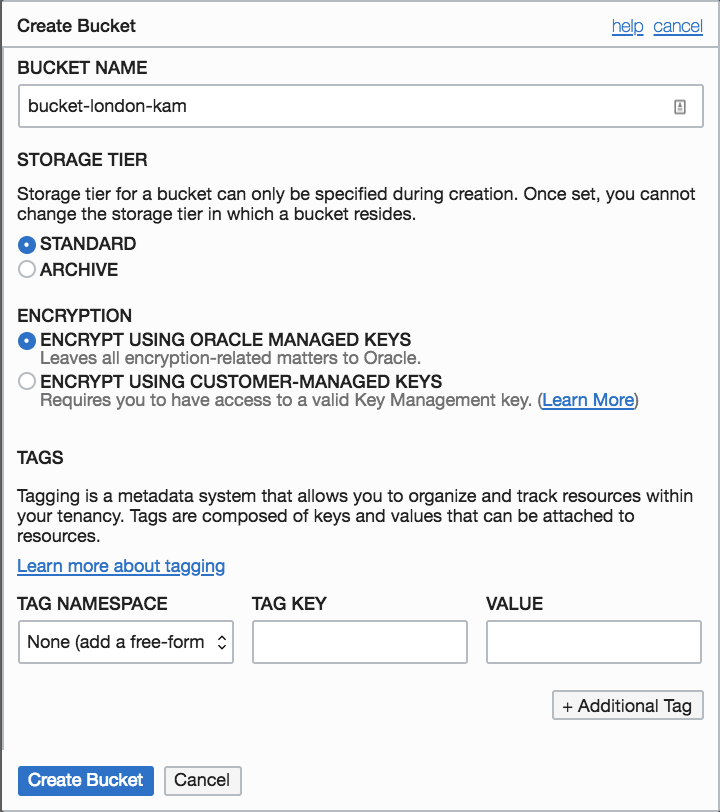 Create Bucket help cancel
BUCKET NAME
bucket-london-kam
STORAGE TIER
Storage tier for a bucket can only be specified during creation. Once set, you cannot
change the storage tier in which a bucket resides.
STANDARD
ARCHIVE
ENCRYPTION
ENCRYPT USING ORACLE MANAGED KEYS
Leaves all encryption-related matters to Oracle.
ENCRYPT USING CUSTOMER-MANAGED KEYS
Requires you to have access to a valid Key Management key. (Learn More)
TAGS
Tagging is a metadata system that allows you to organize and track resources within
your tenancy. Tags are composed of keys and values that can be attached to
resources.
Learn more about tagging
TAG NAMESPACE TAG KEY VALUE
None (add a free-form
+ Additional Tag
Create Bucket Cancel